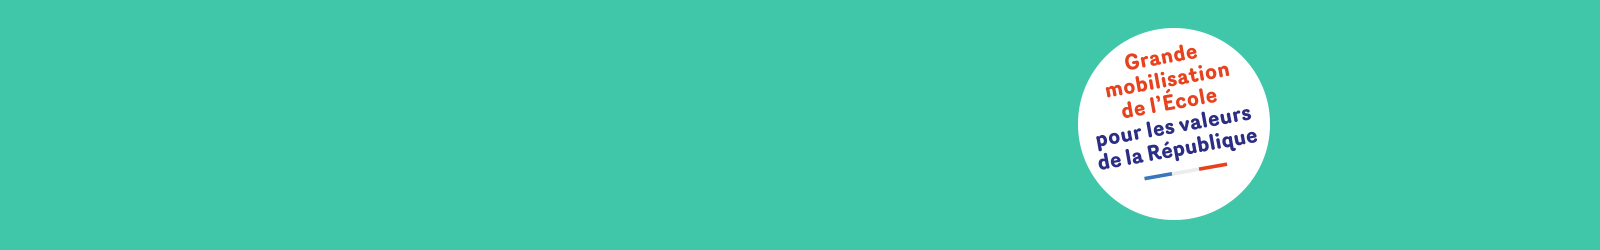 Grande
mobilisation
de l'École
pour les valeurs
de la République